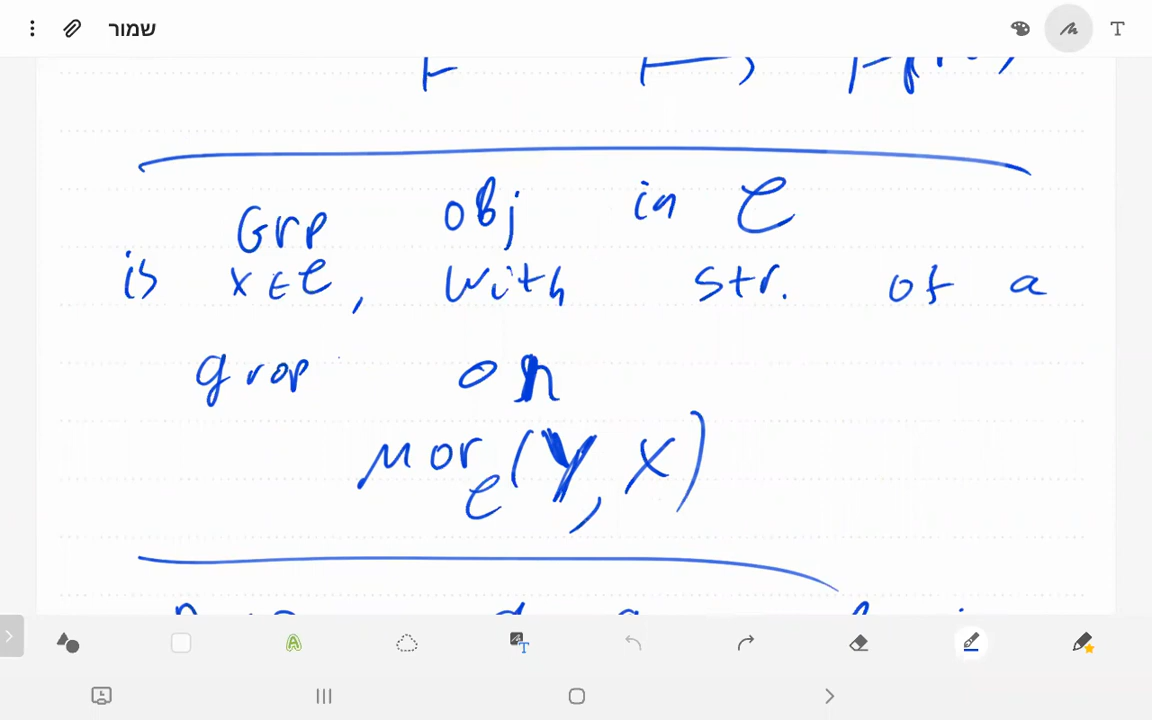 שמור
T
Grp obj in C
is x ∈ C, with str. of a
grop on
Mor_C(Y, X)